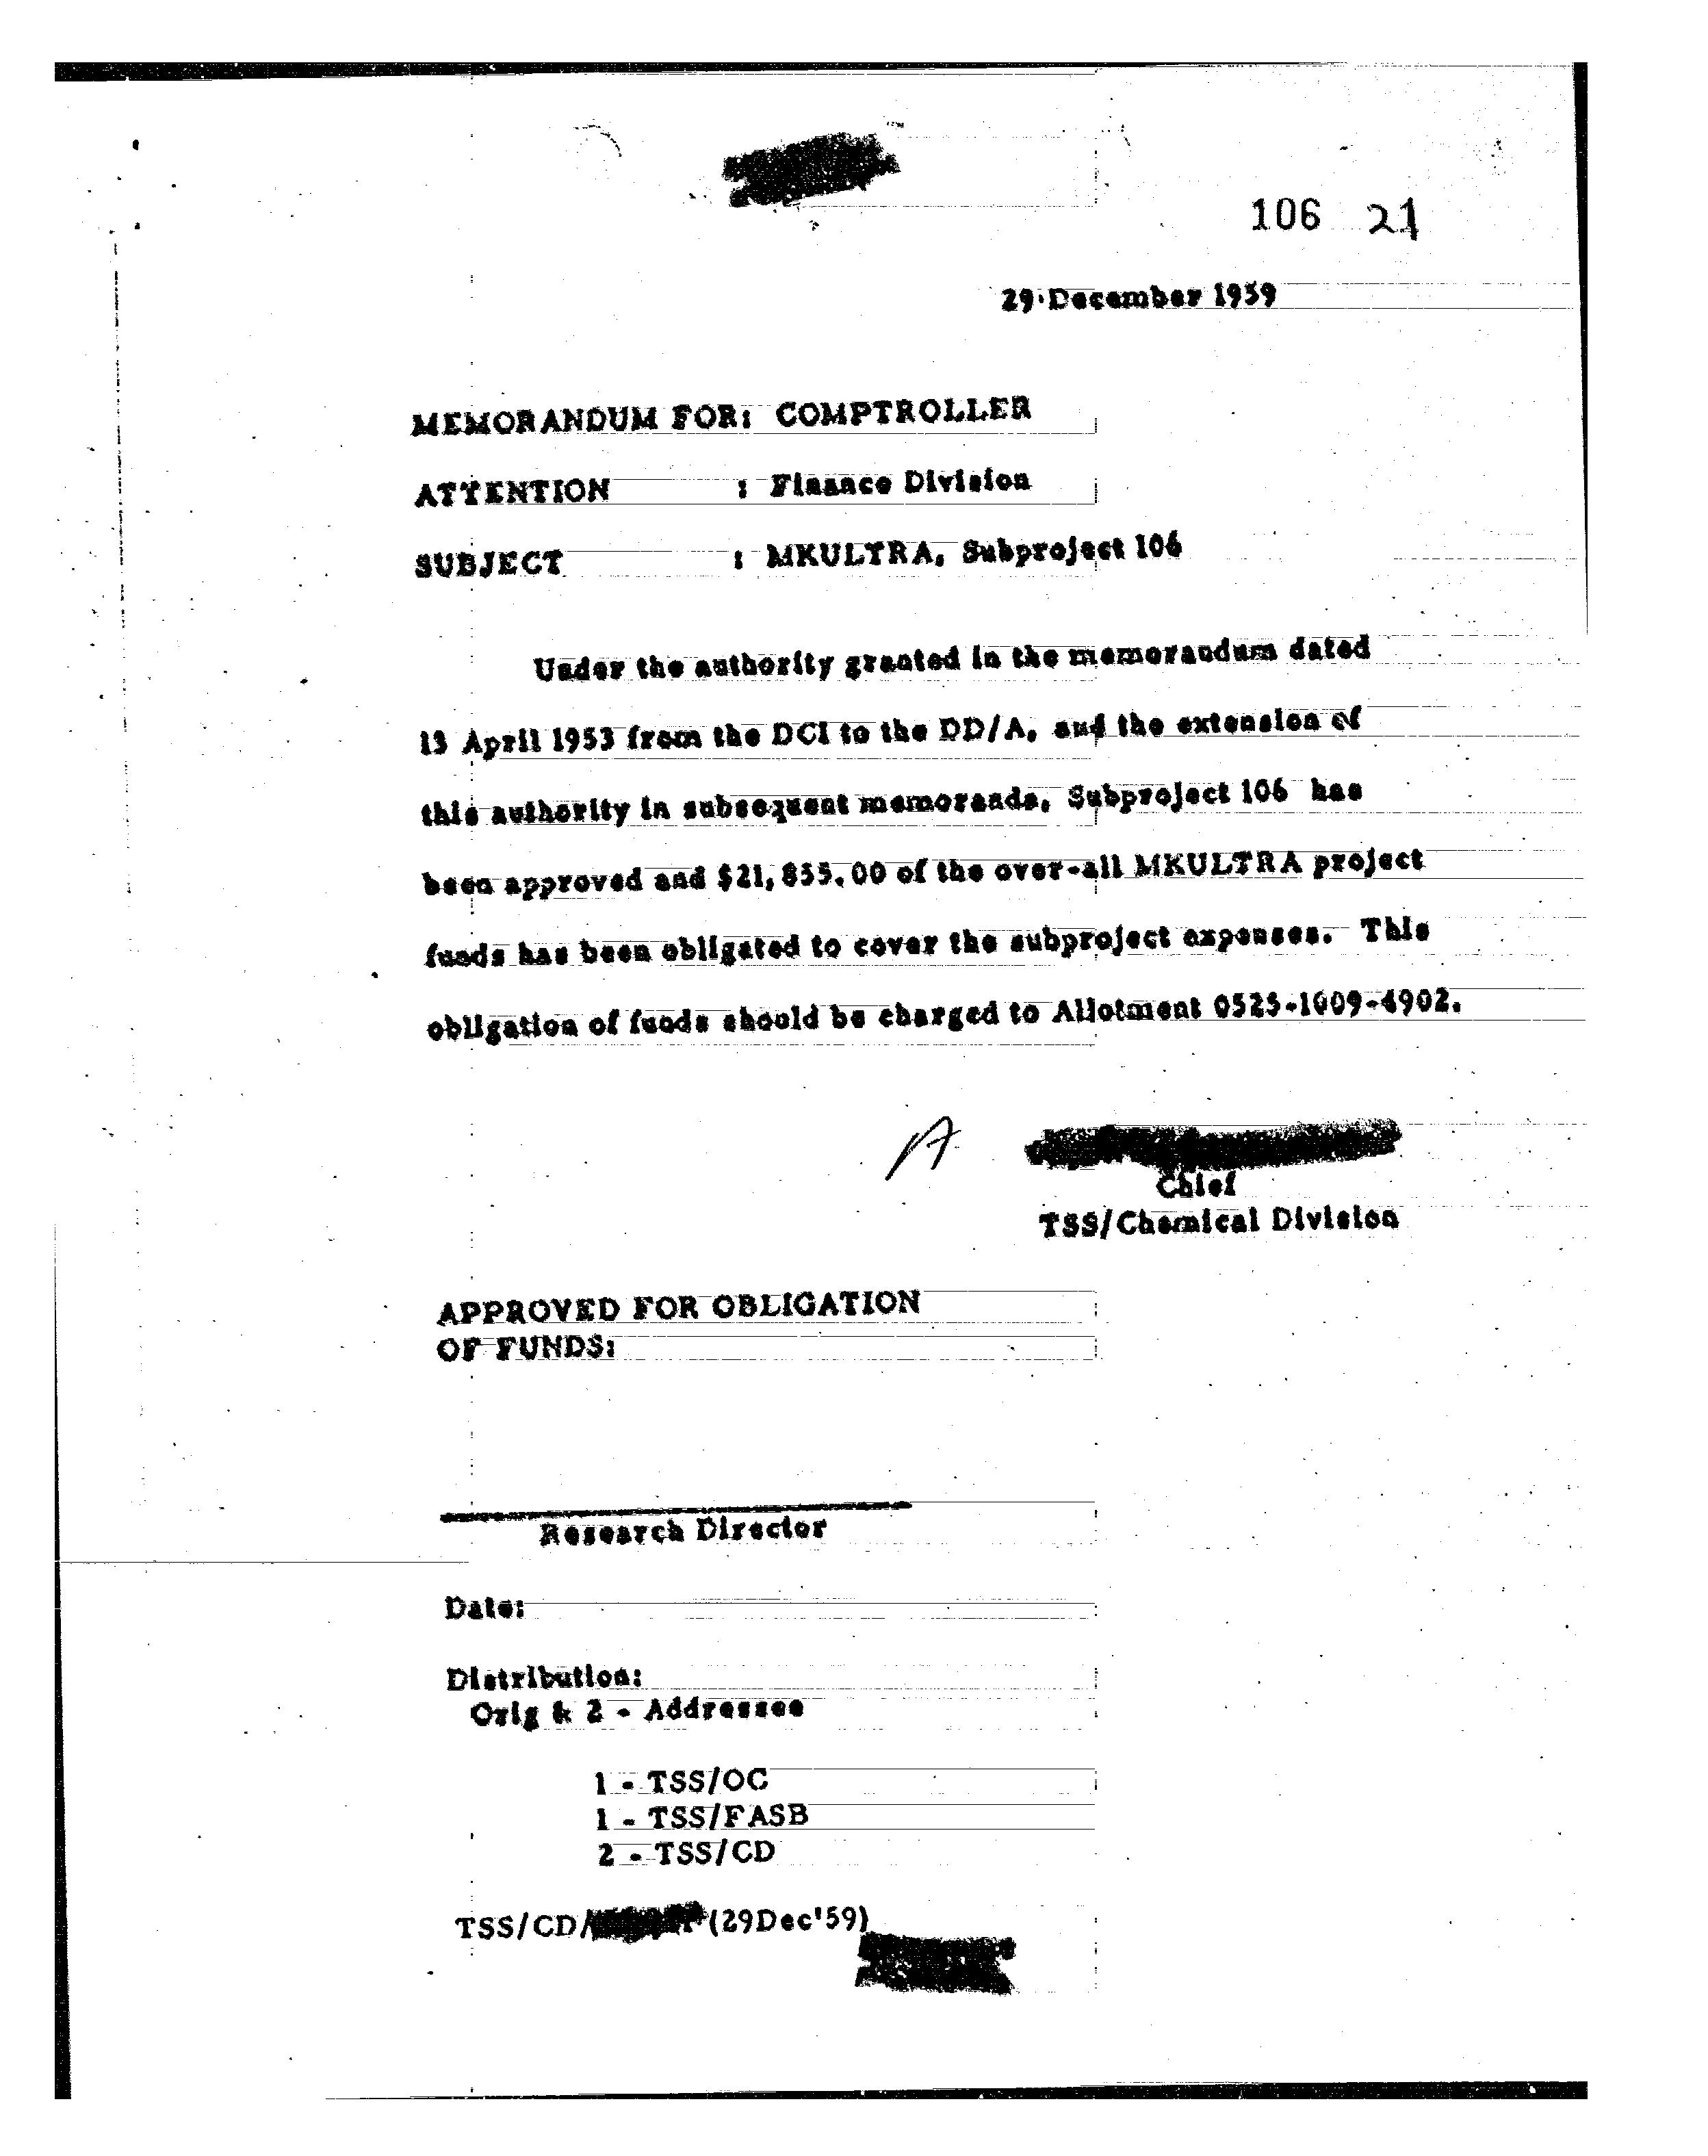 106 21
29 December 1959
MEMORANDUM FOR: COMPTROLLER
ATTENTION : Finance Division
SUBJECT : MKULTRA, Subproject 106
Under the authority granted in the memorandum dated
13 April 1953 from the DCI to the DD/A, and the extension of
this authority in subsequent memoranda, Subproject 106 has
been approved and $21,855.00 of the over-all MKULTRA project
funds has been obligated to cover the subproject expenses. This
obligation of funds should be charged to Allotment 0525-1009-4902.
A
Chief
TSS/Chemical Division
APPROVED FOR OBLIGATION
OF FUNDS:
Research Director
Date:
Distribution:
Orig & 2 - Addressee
1 - TSS/OC
1 - TSS/FASB
2 - TSS/CD
TSS/CD/ (29Dec'59)